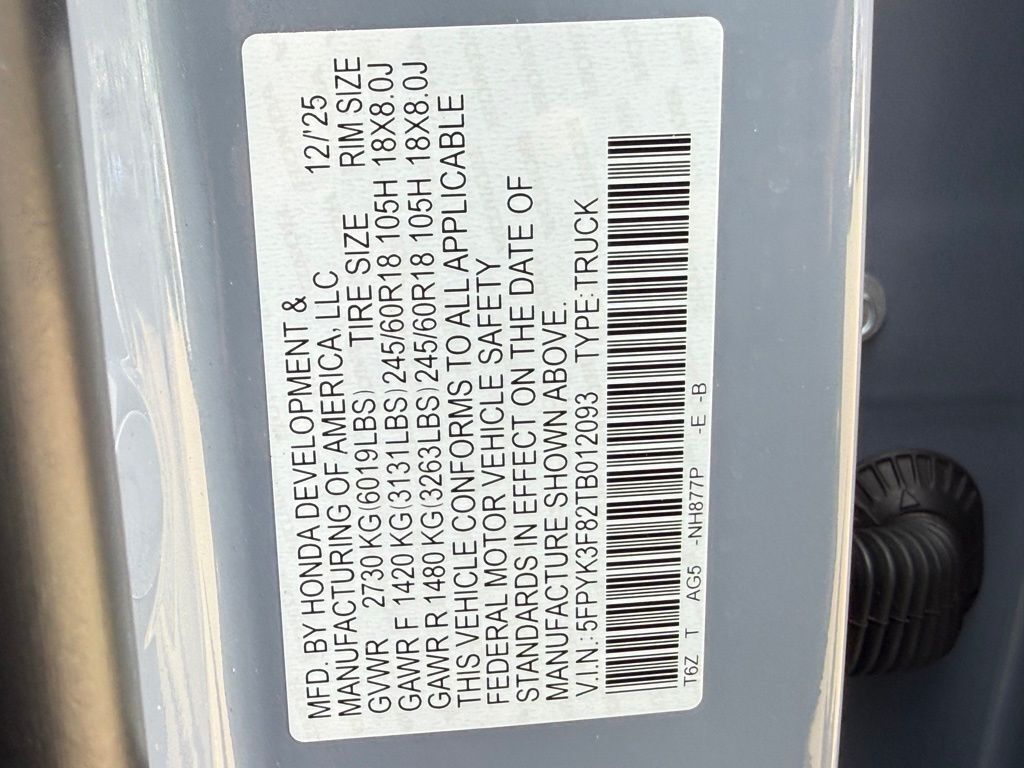 MFD. BY HONDA DEVELOPMENT &
MANUFACTURING OF AMERICA, LLC 12/'25
GVWR 2730 KG(6019LBS) TIRE SIZE RIM SIZE
GAWR F 1420 KG(3131LBS) 245/60R18 105H 18X8.0J
GAWR R 1480 KG(3263LBS) 245/60R18 105H 18X8.0J
THIS VEHICLE CONFORMS TO ALL APPLICABLE
FEDERAL MOTOR VEHICLE SAFETY
STANDARDS IN EFFECT ON THE DATE OF
MANUFACTURE SHOWN ABOVE.
V.I.N.: 5FPYK3F82TB012093 TYPE:TRUCK
T6Z T AG5 -NH877P -E -B